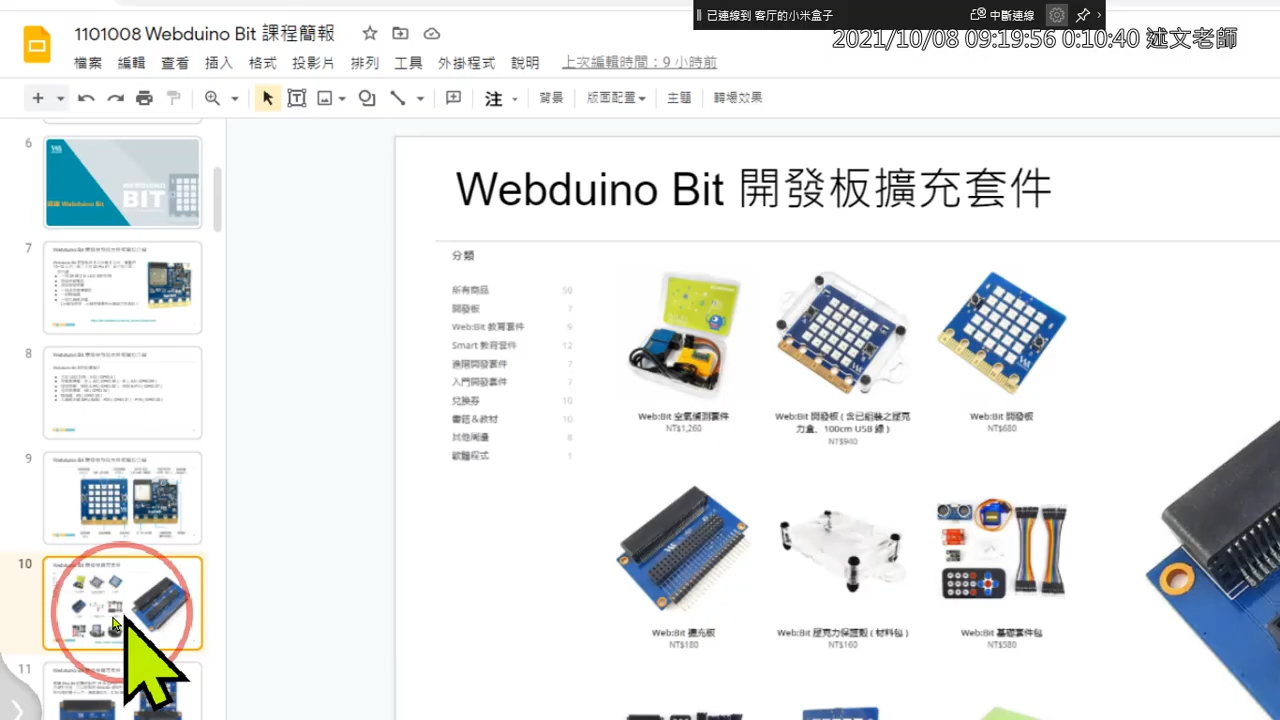 已連線到 客厅的小米盒子
中斷連線
1101008 Webduino Bit 課程簡報
2021/10/08 09:19:56 0:10:40 述文老師
檔案 編輯 查看 插入 格式 投影片 排列 工具 外掛程式 說明 上次編輯時間：9 小時前
注 背景 版面配置 主題 轉場效果
6
BIT
認識 Webduino Bit
7
8
9
10
11
Webduino Bit 開發板擴充套件
分類
所有商品 50
開發板 7
Web:Bit 教育套件 9
Smart 教育套件 12
進階開發套件 7
入門開發套件 7
兌換券 10
書籍&教材 10
其他周邊 8
軟體程式 1
Web:Bit 空氣偵測套件
NT$1,260
Web:Bit 開發板 ( 含已組裝之壓克
力盒、100cm USB 線 )
NT$940
Web:Bit 開發板
NT$680
Web:Bit 擴充板
NT$180
Web:Bit 壓克力保護殼 ( 材料包 )
NT$160
Web:Bit 基礎套件包
NT$580